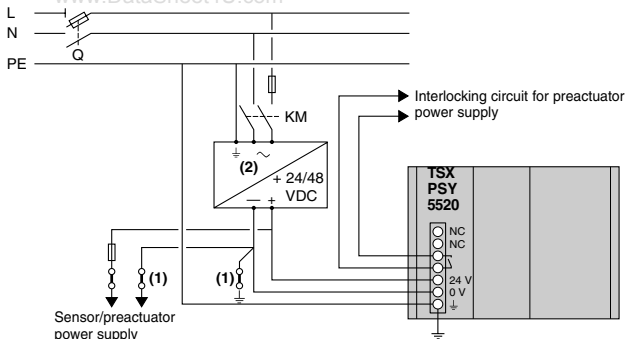 www.DataSheet4U.com
L
N
PE
Q
KM
Interlocking circuit for preactuator
power supply
(2)
+ 24/48
VDC
— +
TSX
PSY
5520
NC
NC
24 V
0 V
(1)
(1)
Sensor/preactuator
power supply